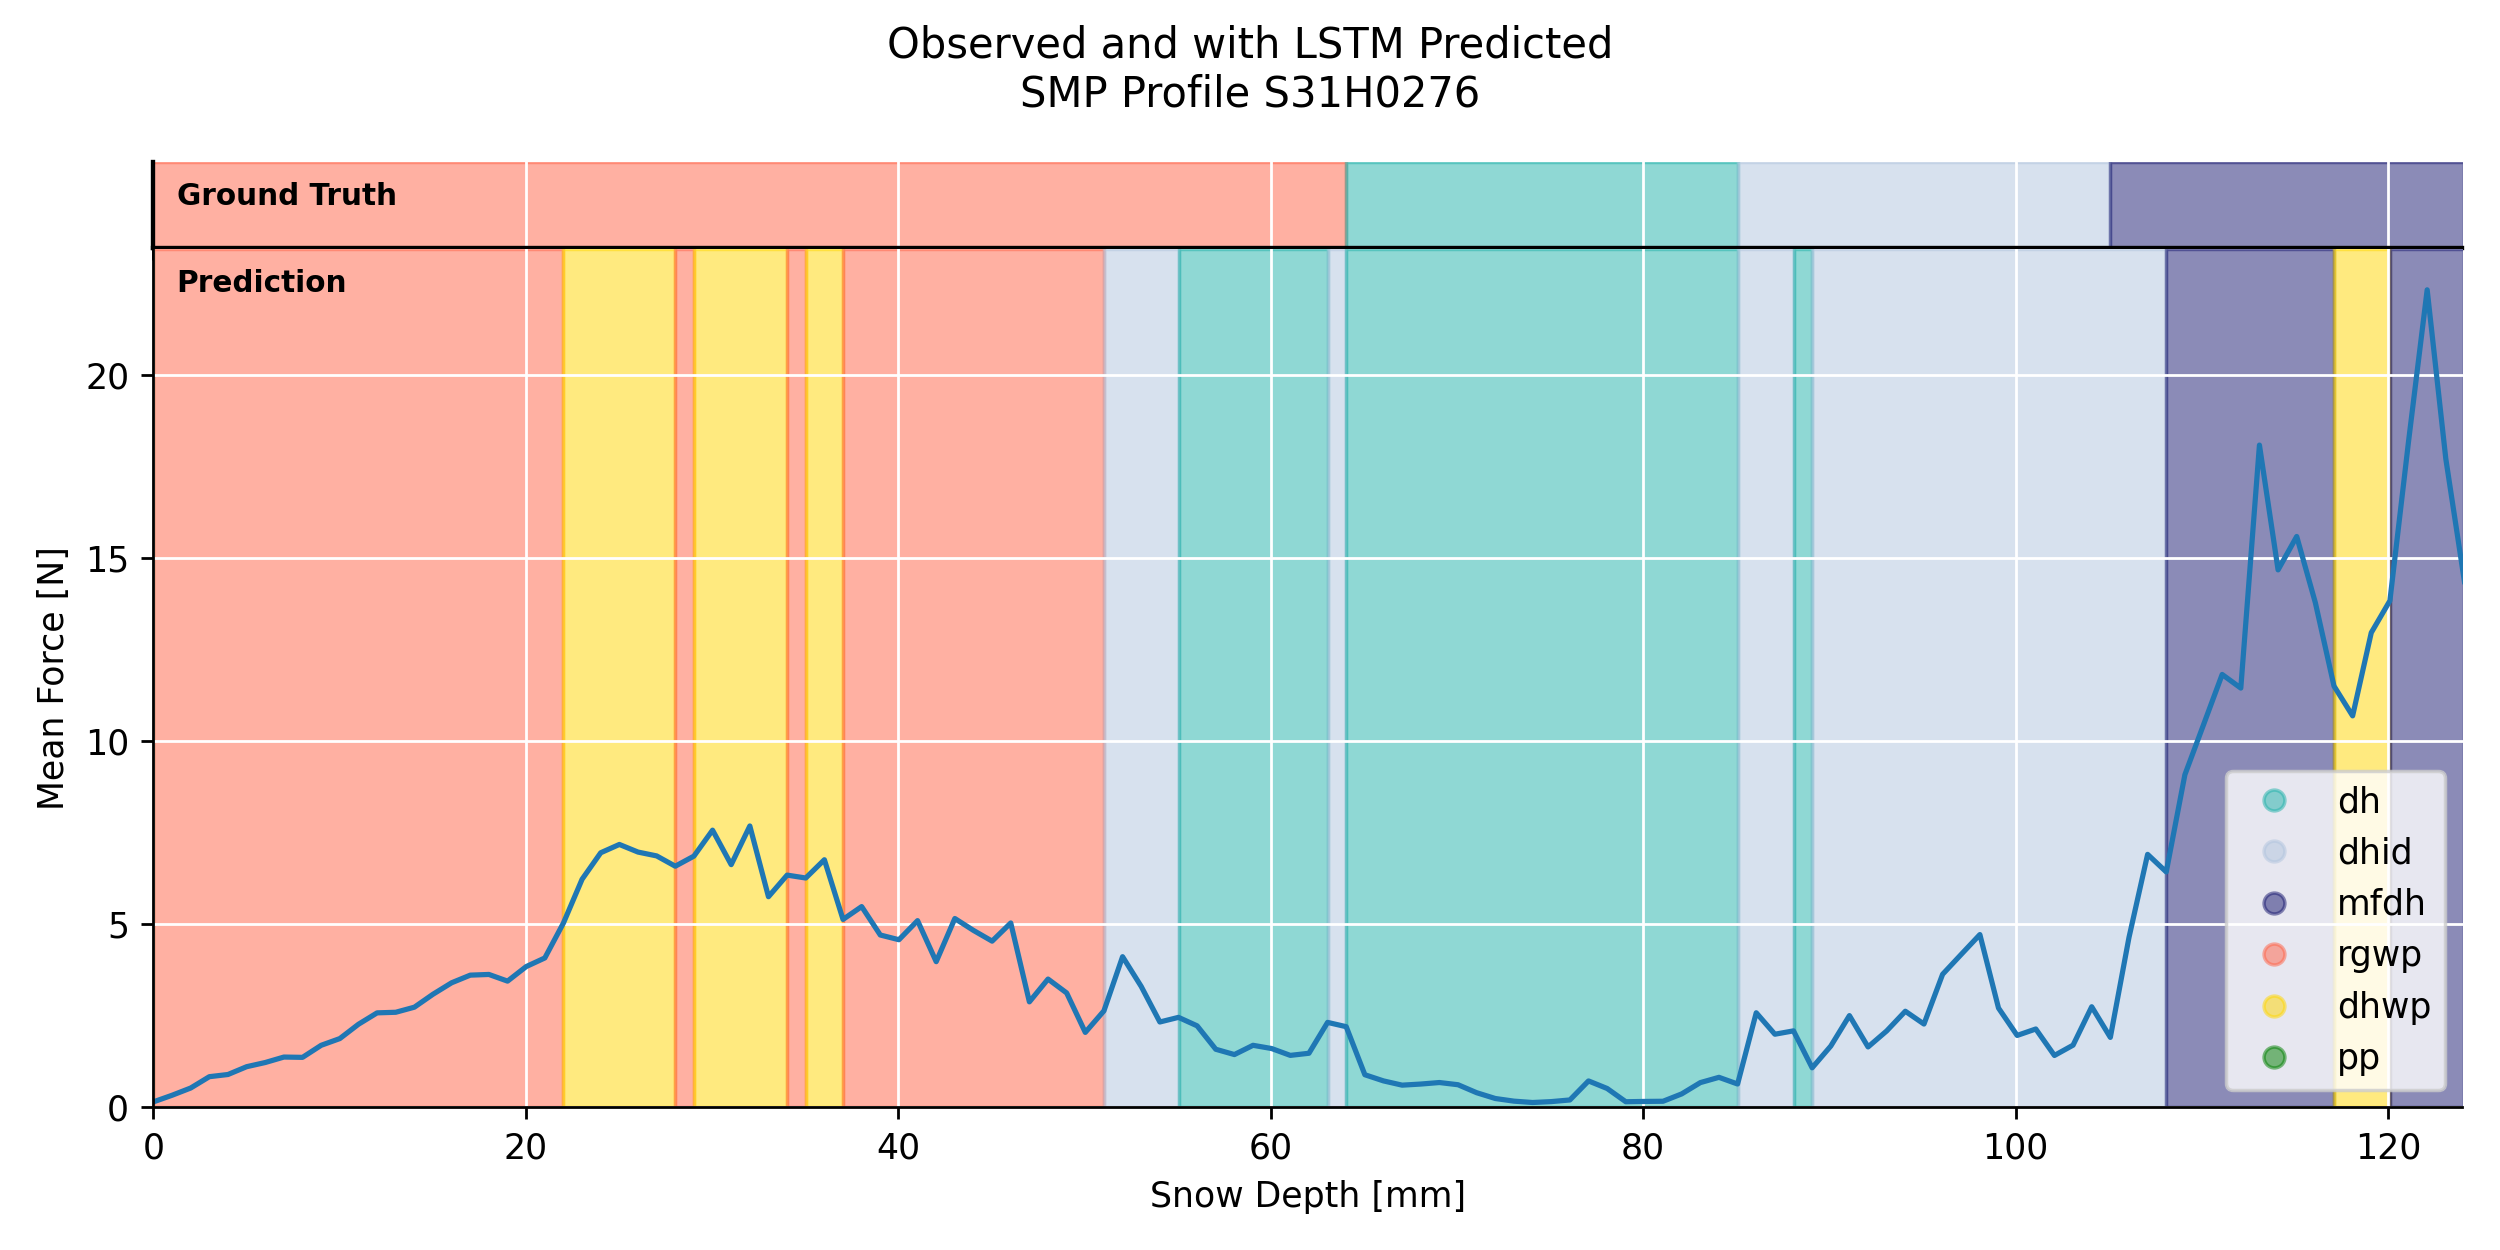 Observed and with LSTM Predicted
SMP Profile S31H0276
Ground Truth
Prediction
Mean Force [N]
20
15
10
5
0
dh
dhid
mfdh
rgwp
dhwp
pp
0 20 40 60 80 100 120
Snow Depth [mm]